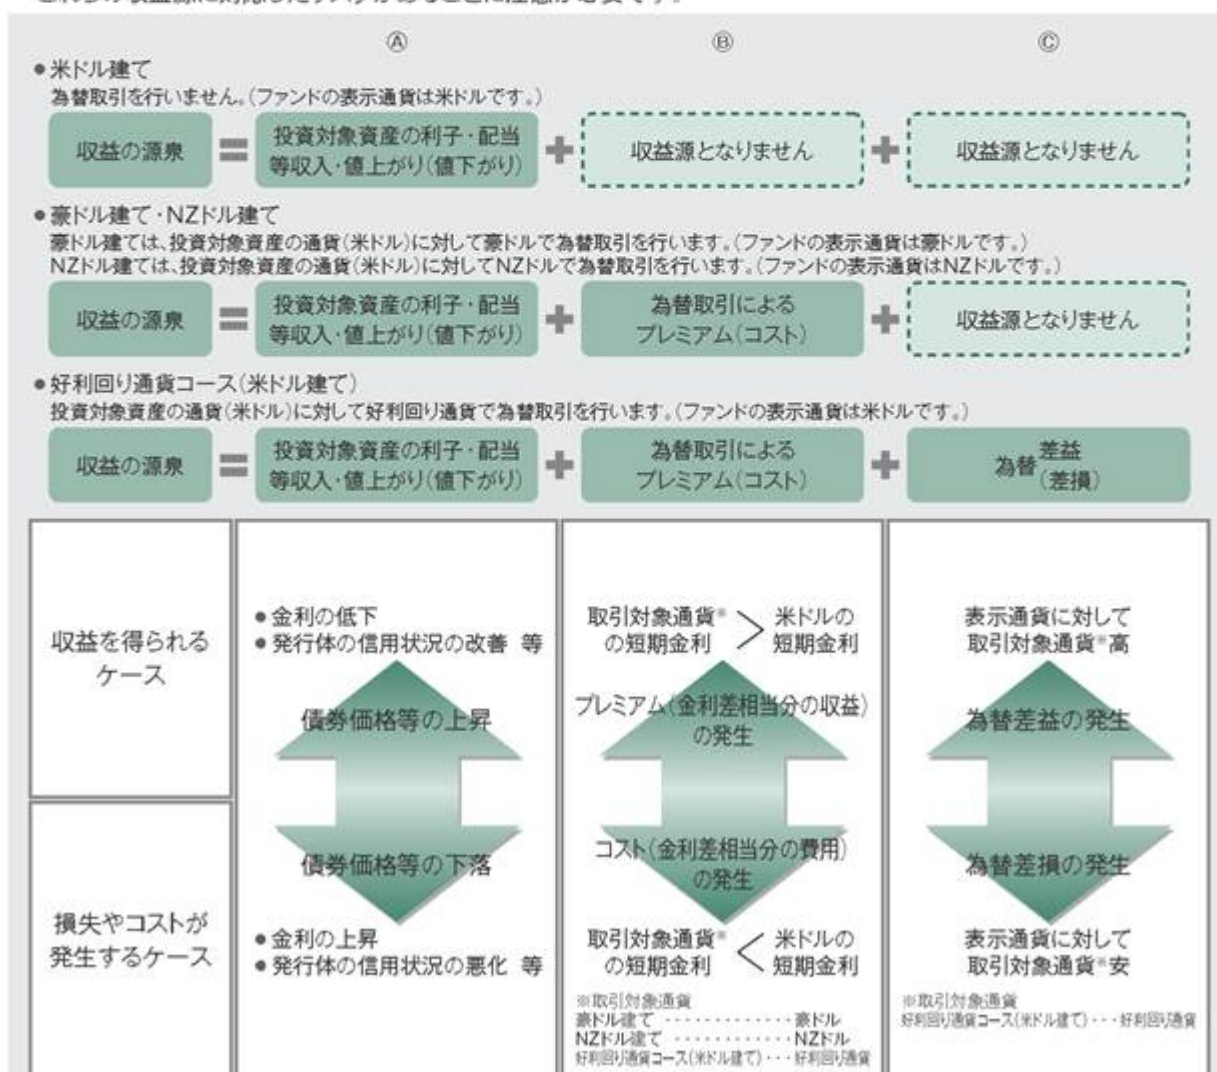 Ⓐ Ⓑ Ⓒ
●米ドル建て
為替取引を行いません。(ファンドの表示通貨は米ドルです。)
収益の源泉 = 投資対象資産の利子・配当 + 収益源となりません + 収益源となりません
等収入・値上がり(値下がり)
●豪ドル建て・NZドル建て
豪ドル建ては、投資対象資産の通貨(米ドル)に対して豪ドルで為替取引を行います。(ファンドの表示通貨は豪ドルです。)
NZドル建ては、投資対象資産の通貨(米ドル)に対してNZドルで為替取引を行います。(ファンドの表示通貨はNZドルです。)
収益の源泉 = 投資対象資産の利子・配当 + 為替取引による + 収益源となりません
等収入・値上がり(値下がり) プレミアム(コスト)
●好利回り通貨コース(米ドル建て)
投資対象資産の通貨(米ドル)に対して好利回り通貨で為替取引を行います。(ファンドの表示通貨は米ドルです。)
収益の源泉 = 投資対象資産の利子・配当 + 為替取引による + 為替 差益
等収入・値上がり(値下がり) プレミアム(コスト) (差損)
収益を得られる
ケース
●金利の低下
●発行体の信用状況の改善 等
債券価格等の上昇
債券価格等の下落
取引対象通貨※ > 米ドルの
の短期金利 短期金利
プレミアム(金利差相当分の収益)
の発生
コスト(金利差相当分の費用)
の発生
表示通貨に対して
取引対象通貨※高
為替差益の発生
為替差損の発生
損失やコストが
発生するケース
●金利の上昇
●発行体の信用状況の悪化 等
取引対象通貨※ < 米ドルの
の短期金利 短期金利
※取引対象通貨
豪ドル建て ・・・・・・・・・・・・・ 豪ドル
NZドル建て ・・・・・・・・・・・・ NZドル
好利回り通貨コース(米ドル建て)・・・好利回り通貨
表示通貨に対して
取引対象通貨※安
※取引対象通貨
好利回り通貨コース(米ドル建て)・・・好利回り通貨